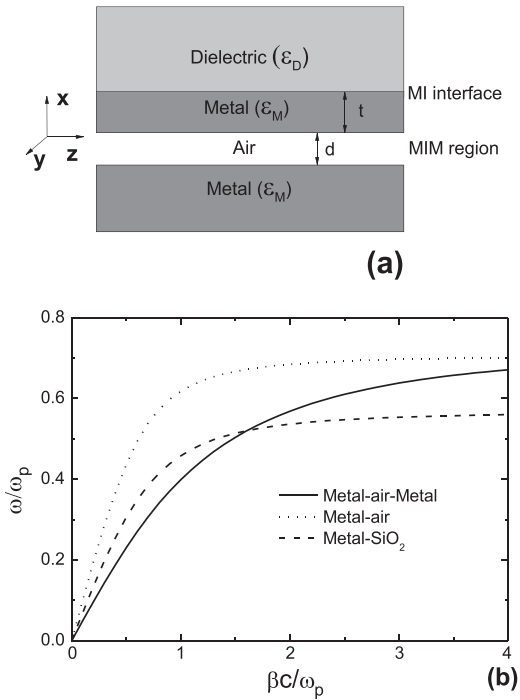 Dielectric (ε_D)
MI interface
Metal (ε_M)
t
x
Air
d
MIM region
y
z
Metal (ε_M)
(a)
0.8
0.6
0.4
0.2
0.0
ω/ω_p
Metal-air-Metal
Metal-air
Metal-SiO₂
0
1
2
3
4
βc/ω_p
(b)